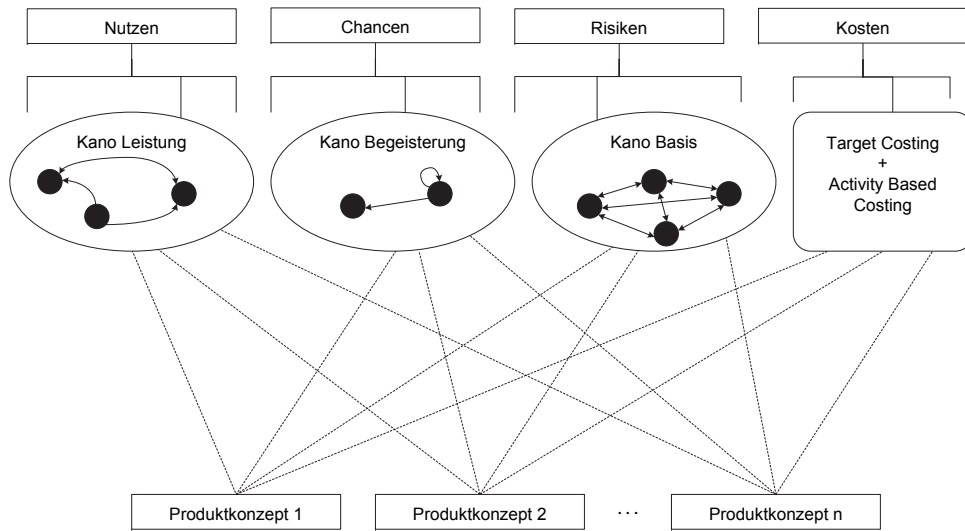 Nutzen
Chancen
Risiken
Kosten
Kano Leistung
Kano Begeisterung
Kano Basis
Target Costing
+
Activity Based
Costing
Produktkonzept 1
Produktkonzept 2
...
Produktkonzept n